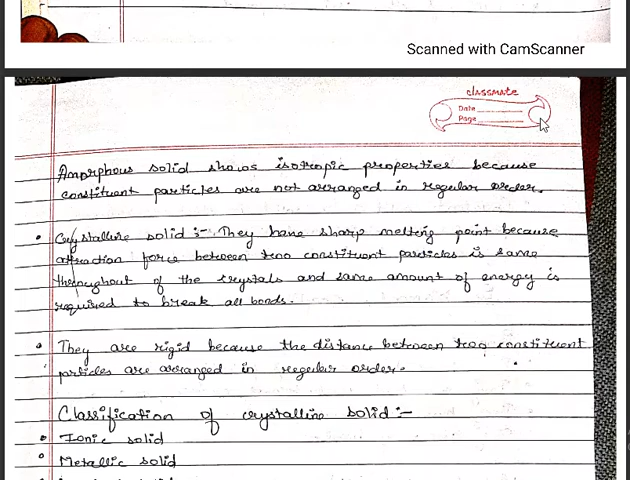 Scanned with CamScanner
classmate
Date
Page
Amorphous solid shows isotropic properties because
constituent particles are not arranged in regular order.
• Crystalline solid :- They have sharp melting point because
attraction force between two constituent particles is same
throughout of the crystals and same amount of energy is
required to break all bonds.
• They are rigid because the distance between two constituent
particles are arranged in regular order.
Classification of crystalline solid :-
• Ionic solid
• Metallic solid